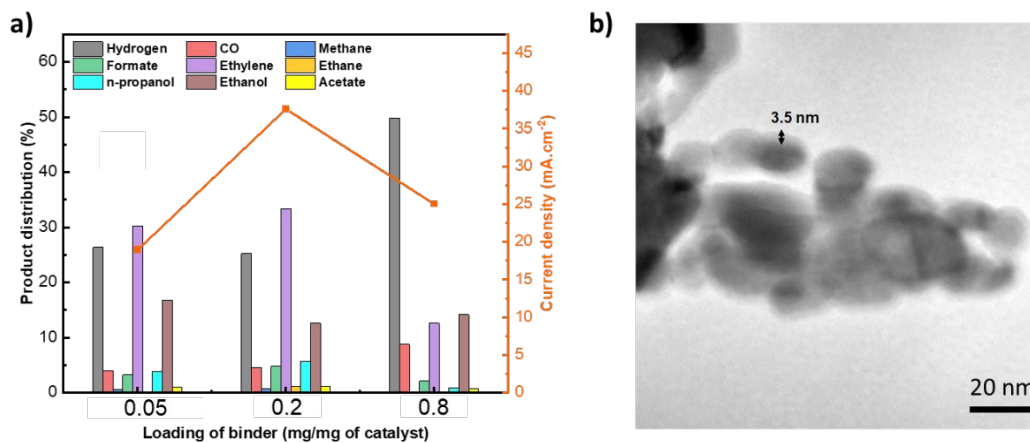 a)
Hydrogen CO Methane
Formate Ethylene Ethane
n-propanol Ethanol Acetate
Product distribution (%)
60
50
40
30
20
10
0
45
40
35
30
25
20
15
10
5
0
Current density (mA.cm-2)
0.05 0.2 0.8
Loading of binder (mg/mg of catalyst)
b)
3.5 nm
20 nm